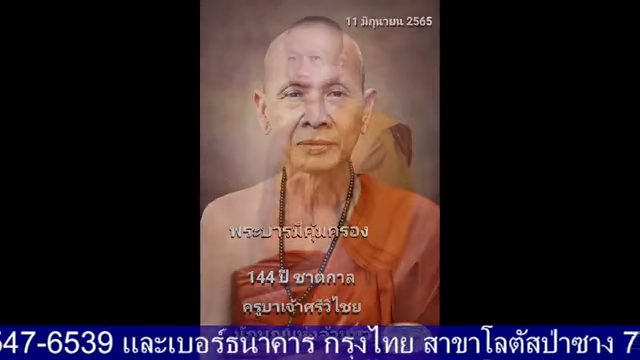 11 มิถุนายน 2565
พระบารมีคุ้มครอง
144 ปี ชาตกาล
ครูบาเจ้าศรีวิไชย
547-6539 และเบอร์ธนาคาร กรุงไทย สาขาโลตัสป่าซาง 7